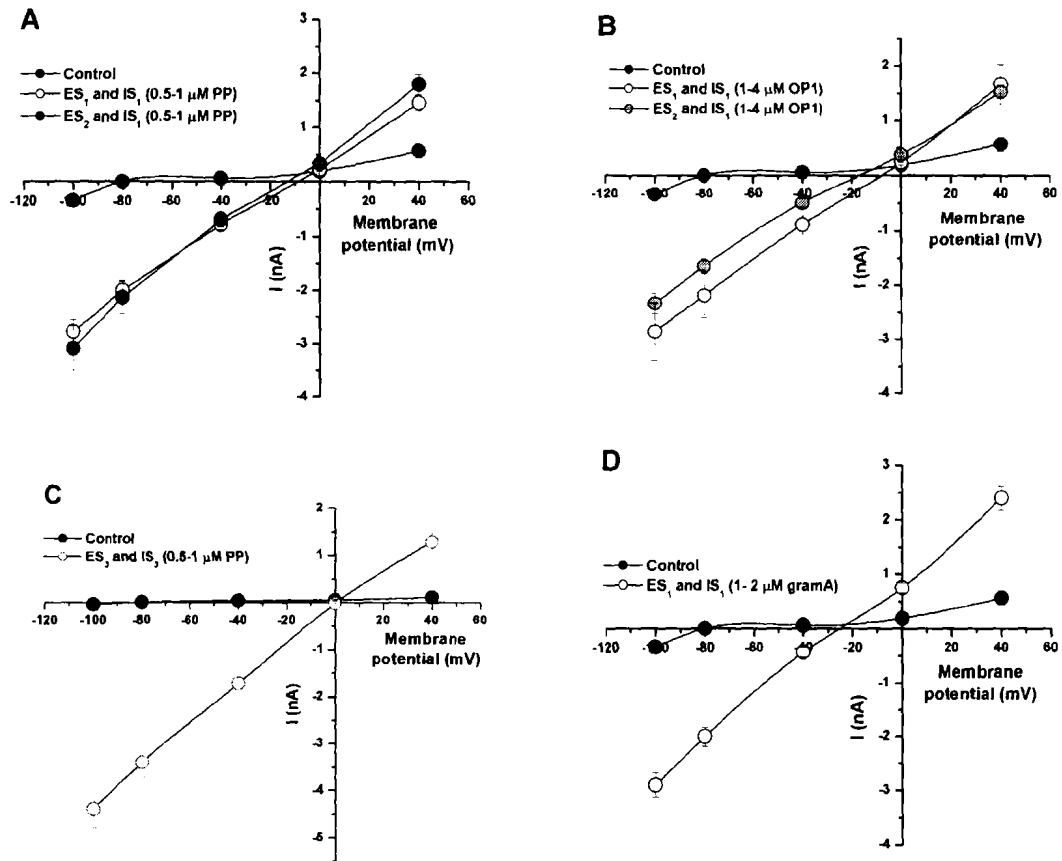 A
Control
ES1 and IS1 (0.5-1 μM PP)
ES2 and IS1 (0.5-1 μM PP)
3
2
1
-120 -100 -80 -60 -40 -20 0 20 40 60
-1
-2
-3
-4
Membrane
potential (mV)
I (nA)
B
Control
ES1 and IS1 (1-4 μM OP1)
ES2 and IS1 (1-4 μM OP1)
3
2
1
-120 -100 -80 -60 -40 -20 0 20 40 60
-1
-2
-3
-4
Membrane
potential (mV)
I (nA)
C
Control
ES3 and IS3 (0.5-1 μM PP)
2
1
-120 -100 -80 -60 -40 -20 0 20 40 60
-1
-2
-3
-4
-5
Membrane
potential (mV)
I (nA)
D
Control
ES1 and IS1 (1- 2 μM gramA)
3
2
1
-120 -100 -80 -60 -40 -20 0 20 40 60
-1
-2
-3
-4
Membrane
potential (mV)
I (nA)